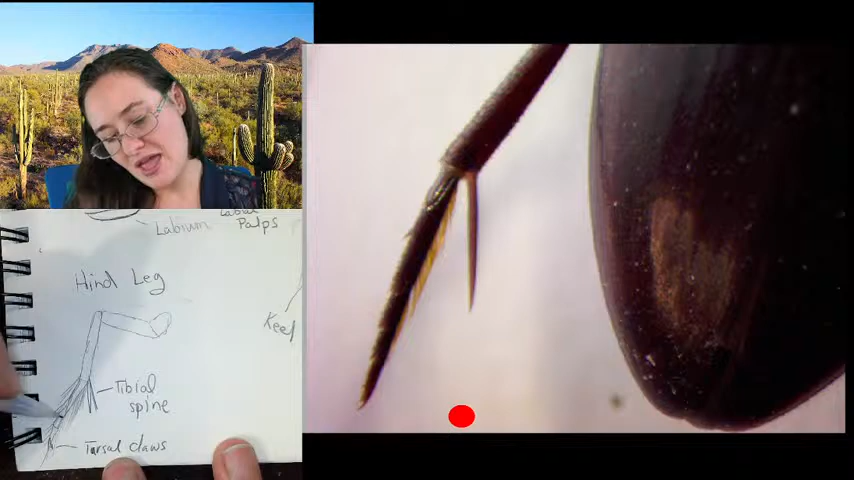 Labium
Labial
Palps
Hind Leg
Keel
Tibial
spine
Tarsal claws